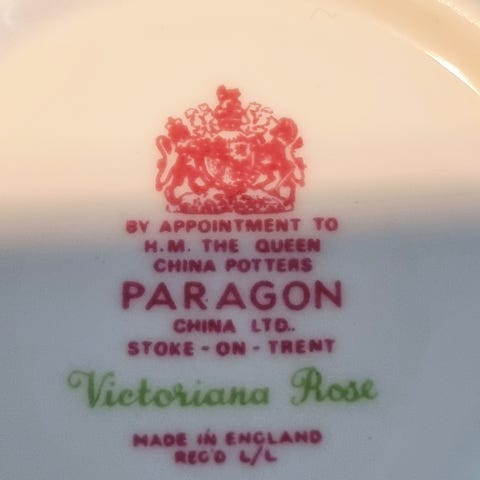 BY APPOINTMENT TO
H.M. THE QUEEN
CHINA POTTERS
PARAGON
CHINA LTD.
STOKE-ON-TRENT
Victoriana Rose
MADE IN ENGLAND
REG'D L/L